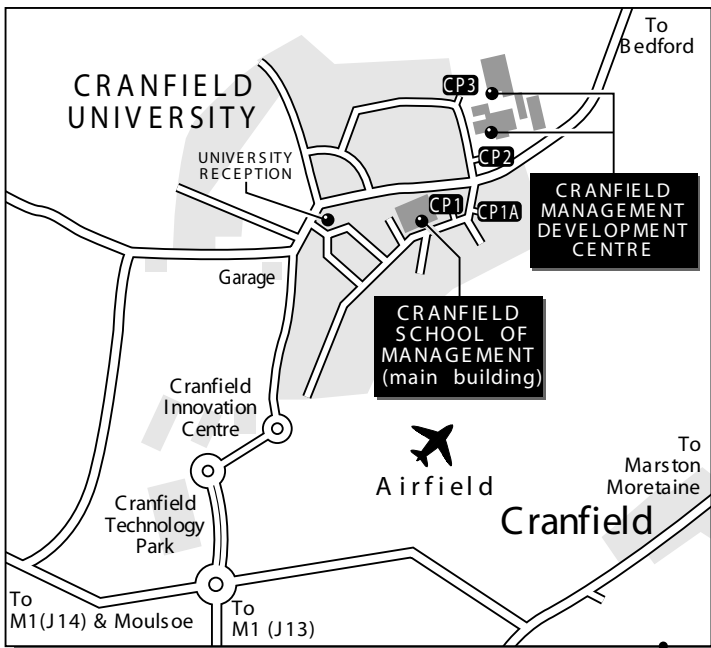 To
Bedford
CRANFIELD
UNIVERSITY
CP3
UNIVERSITY
RECEPTION
CP2
CRANFIELD
MANAGEMENT
DEVELOPMENT
CENTRE
CP1
CP1A
Garage
CRANFIELD
SCHOOL OF
MANAGEMENT
(main building)
Cranfield
Innovation
Centre
Airfield
To
Marston
Moretaine
Cranfield
Cranfield
Technology
Park
To
M1(J14) & Moulsoe
To
M1 (J13)